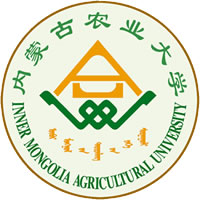 内蒙古农业大学
INNER MONGOLIA AGRICULTURAL UNIVERSITY